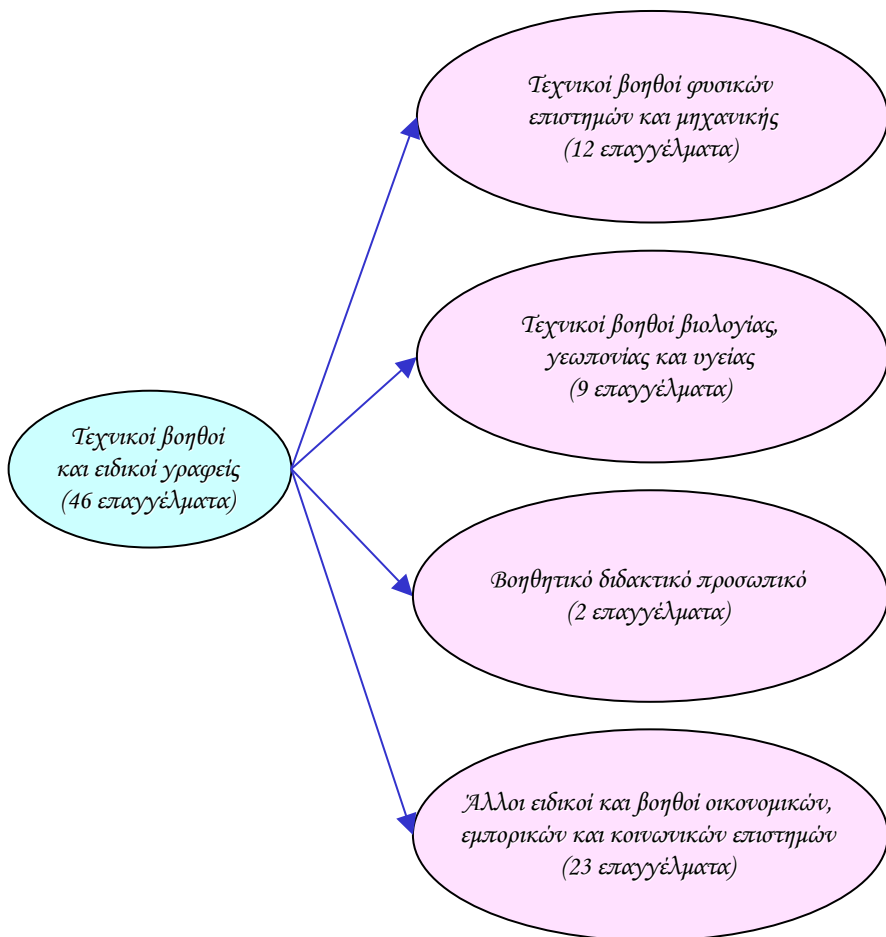 Τεχνικοί βοηθοί φυσικών
επιστημών και μηχανικής
(12 επαγγέλματα)
Τεχνικοί βοηθοί βιολογίας,
γεωπονίας και υγείας
(9 επαγγέλματα)
Τεχνικοί βοηθοί
και ειδικοί γραφείς
(46 επαγγέλματα)
Βοηθητικό διδακτικό προσωπικό
(2 επαγγέλματα)
Άλλοι ειδικοί και βοηθοί οικονομικών,
εμπορικών και κοινωνικών επιστημών
(23 επαγγέλματα)